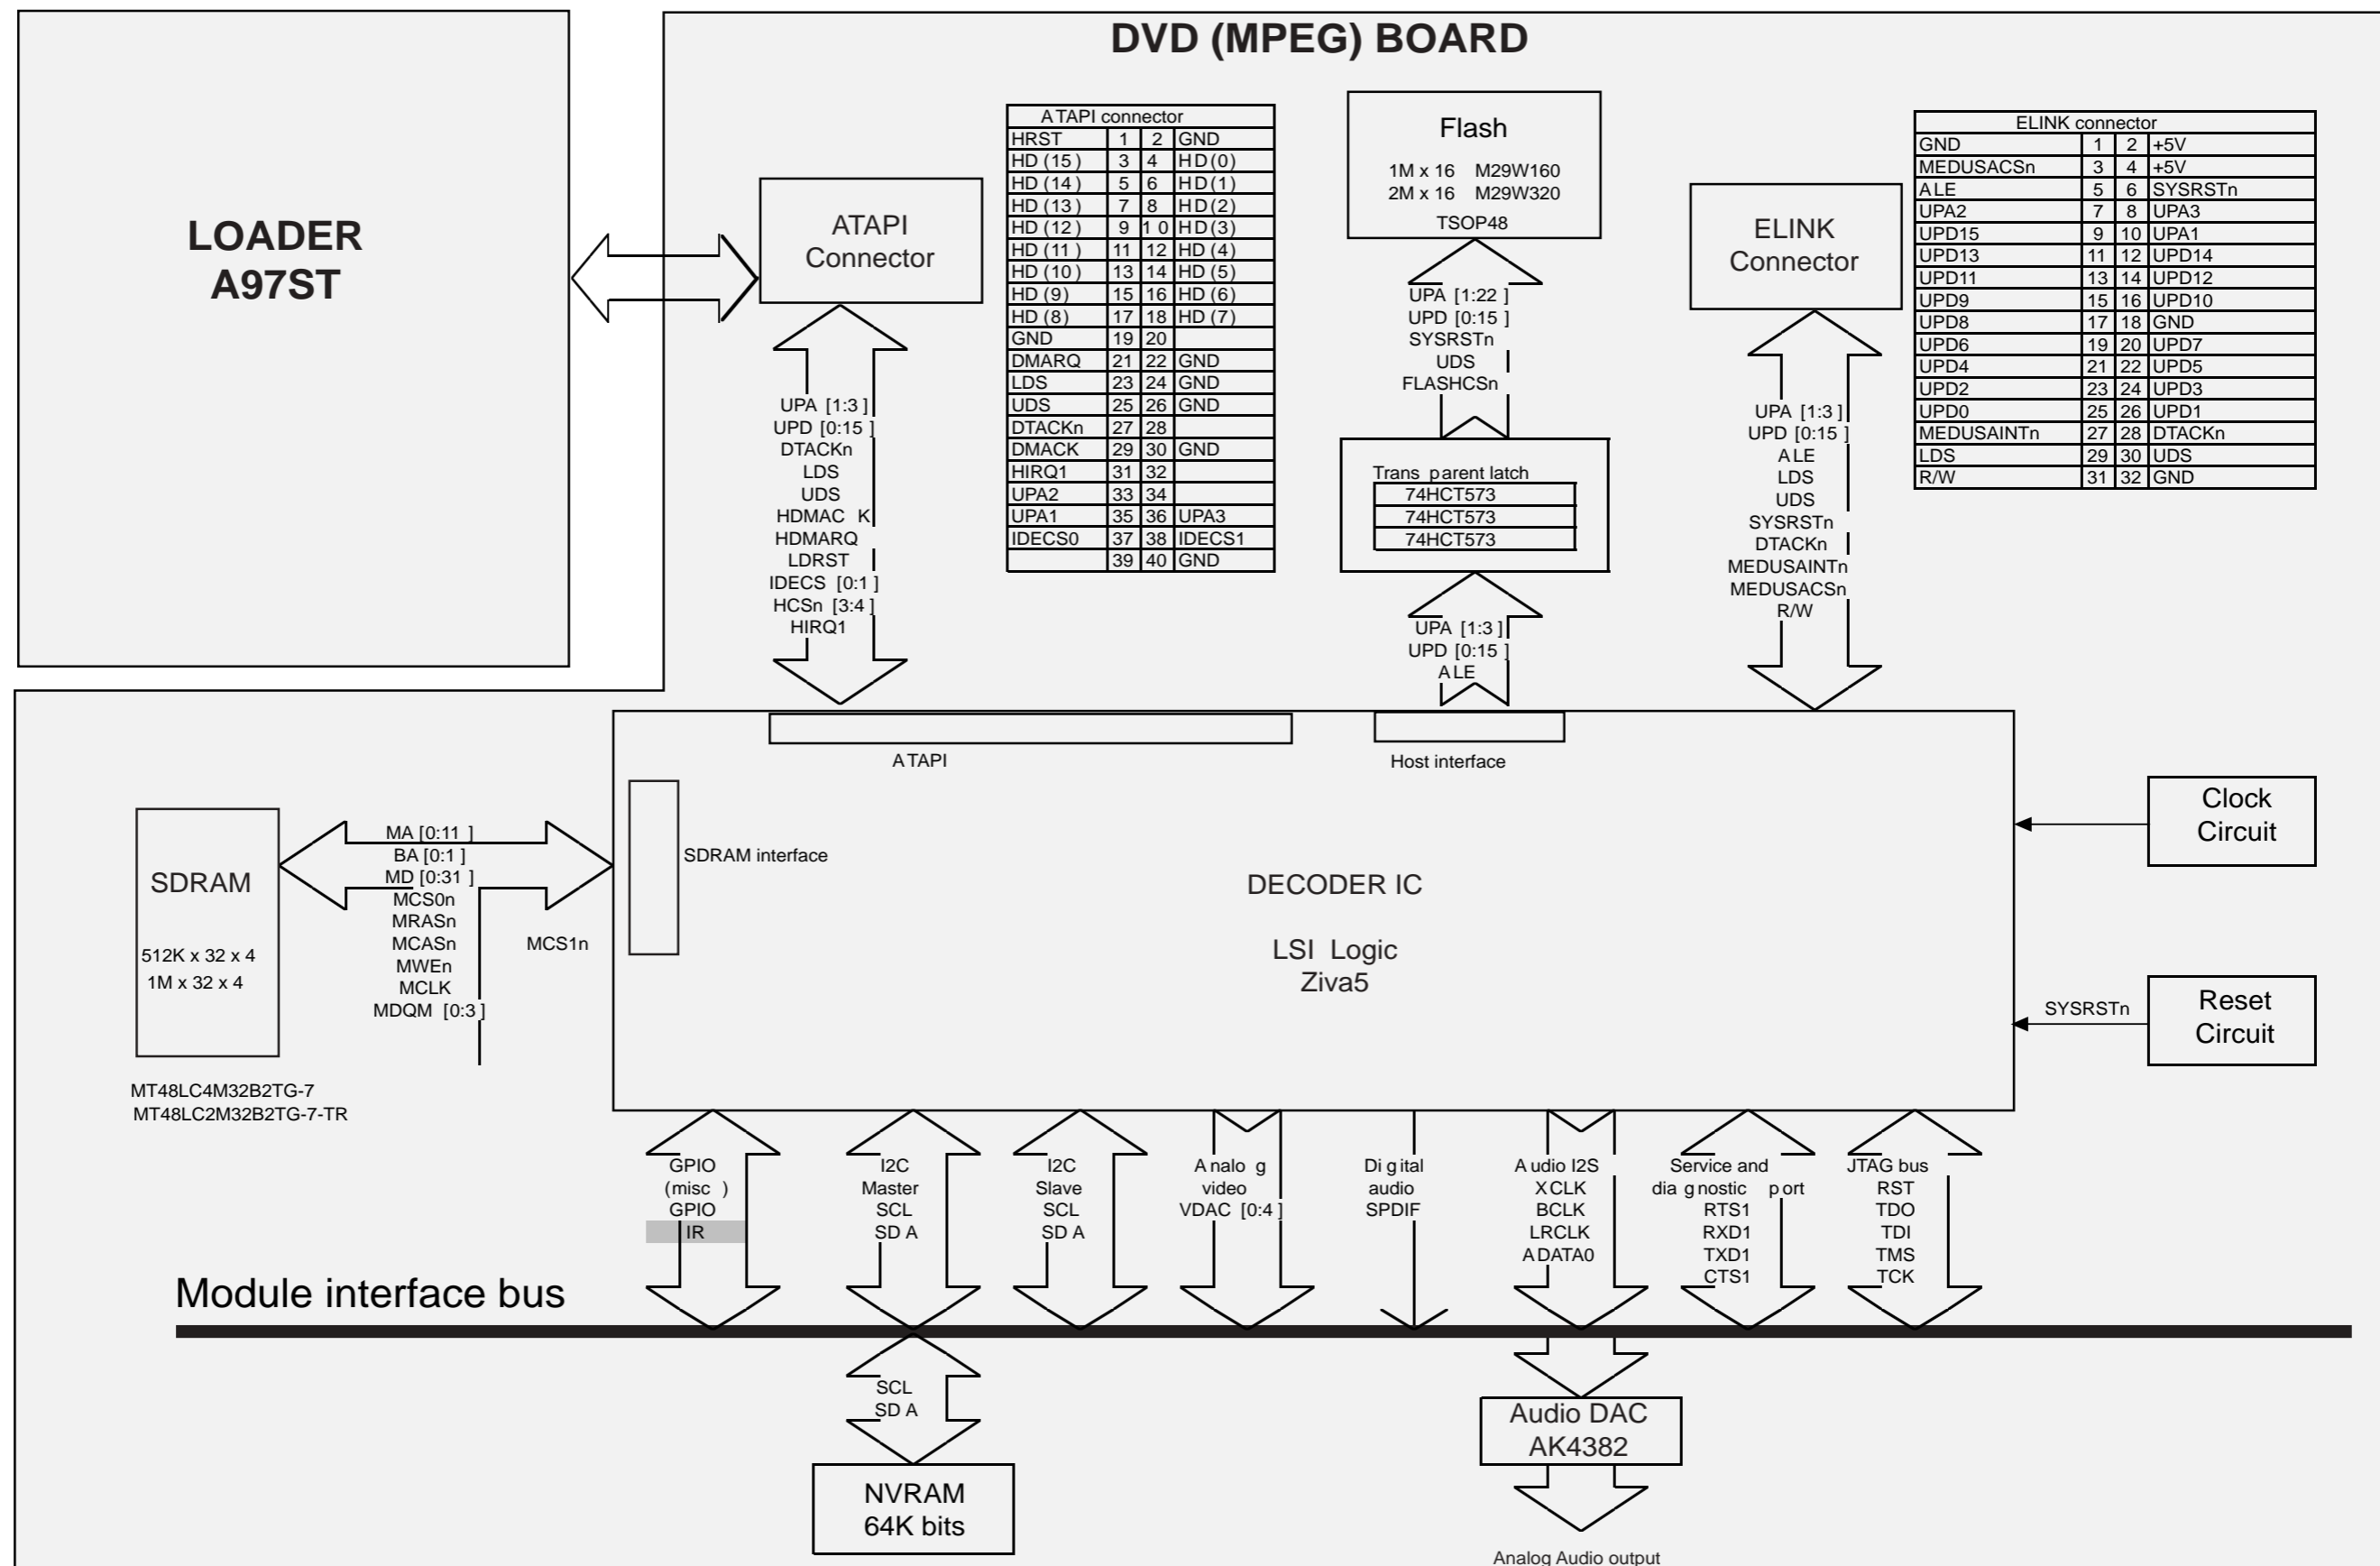 DVD (MPEG) BOARD
LOADER
A97ST
ATAPI
Connector
ATAPI connector
HRST 1 2 GND
HD (15) 3 4 HD(0)
HD (14) 5 6 HD(1)
HD (13) 7 8 HD(2)
HD (12) 9 10 HD(3)
HD (11) 11 12 HD (4)
HD (10) 13 14 HD (5)
HD (9) 15 16 HD (6)
HD (8) 17 18 HD (7)
GND 19 20
DMARQ 21 22 GND
LDS 23 24 GND
UDS 25 26 GND
DTACKn 27 28
DMACK 29 30 GND
HIRQ1 31 32
UPA2 33 34
UPA1 35 36 UPA3
IDECS0 37 38 IDECS1
39 40 GND
Flash
1M x 16 M29W160
2M x 16 M29W320
TSOP48
ELINK
Connector
ELINK connector
GND 1 2 +5V
MEDUSACSn 3 4 +5V
ALE 5 6 SYSRSTn
UPA2 7 8 UPA3
UPD15 9 10 UPA1
UPD13 11 12 UPD14
UPD11 13 14 UPD12
UPD9 15 16 UPD10
UPD8 17 18 GND
UPD6 19 20 UPD7
UPD4 21 22 UPD5
UPD2 23 24 UPD3
UPD0 25 26 UPD1
MEDUSAINTn 27 28 DTACKn
LDS 29 30 UDS
R/W 31 32 GND
UPA [1:3]
UPD [0:15]
DTACKn
LDS
UDS
HDMACK
HDMARQ
LDRST
IDECS [0:1]
HCSn [3:4]
HIRQ1
UPA [1:22]
UPD [0:15]
SYSRSTn
UDS
FLASHCSn
Transparent latch
74HCT573
74HCT573
74HCT573
UPA [1:3]
UPD [0:15]
ALE
UPA [1:3]
UPD [0:15]
ALE
LDS
UDS
SYSRSTn
DTACKn
MEDUSAINTn
MEDUSACSn
R/W
ATAPI
Host interface
SDRAM interface
SDRAM
512K x 32 x 4
1M x 32 x 4
MT48LC4M32B2TG-7
MT48LC2M32B2TG-7-TR
MA [0:11]
BA [0:1]
MD [0:31]
MCS0n
MRASn
MCASn
MWEn
MCLK
MDQM [0:3]
MCS1n
DECODER IC
LSI Logic
Ziva5
Clock
Circuit
SYSRSTn
Reset
Circuit
GPIO
(misc)
GPIO
IR
I2C
Master
SCL
SDA
I2C
Slave
SCL
SDA
Analog
video
VDAC [0:4]
Digital
audio
SPDIF
Audio I2S
XCLK
BCLK
LRCLK
ADATA0
Service and
diagnostic port
RTS1
RXD1
TXD1
CTS1
JTAG bus
RST
TDO
TDI
TMS
TCK
Module interface bus
SCL
SDA
NVRAM
64K bits
Audio DAC
AK4382
Analog Audio output